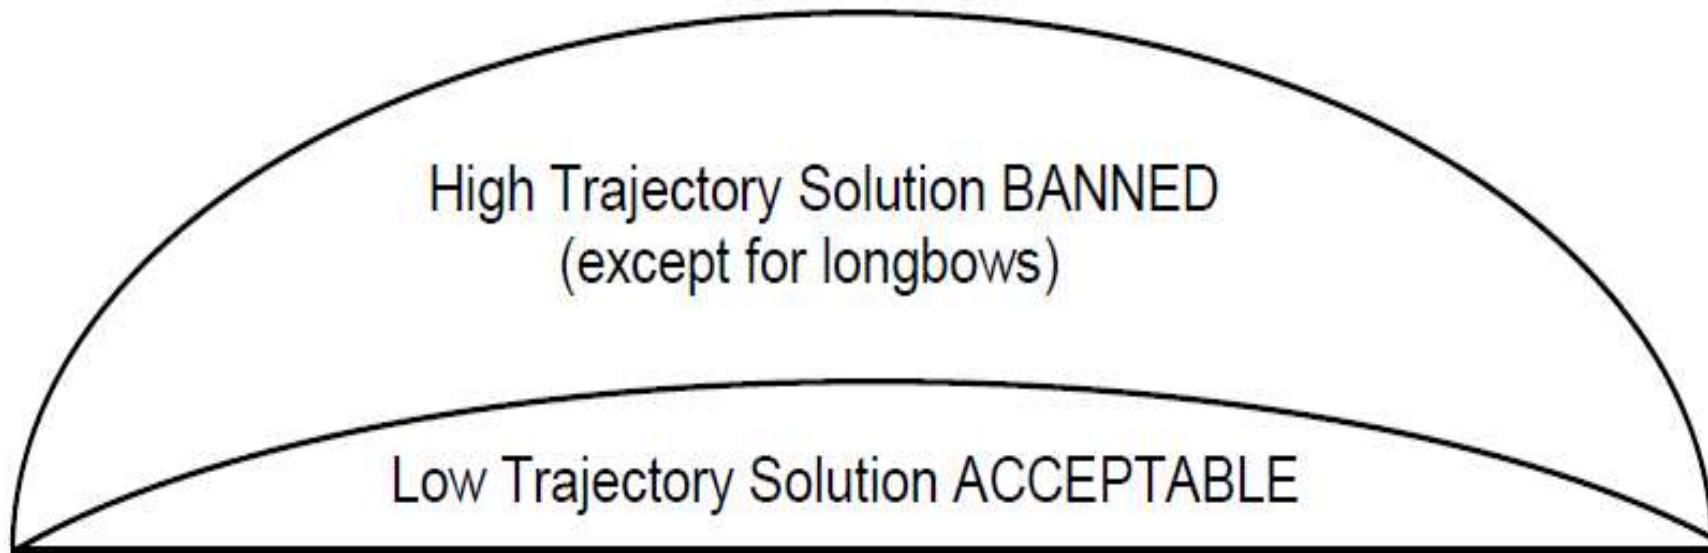 High Trajectory Solution BANNED
(except for longbows)
Low Trajectory Solution ACCEPTABLE